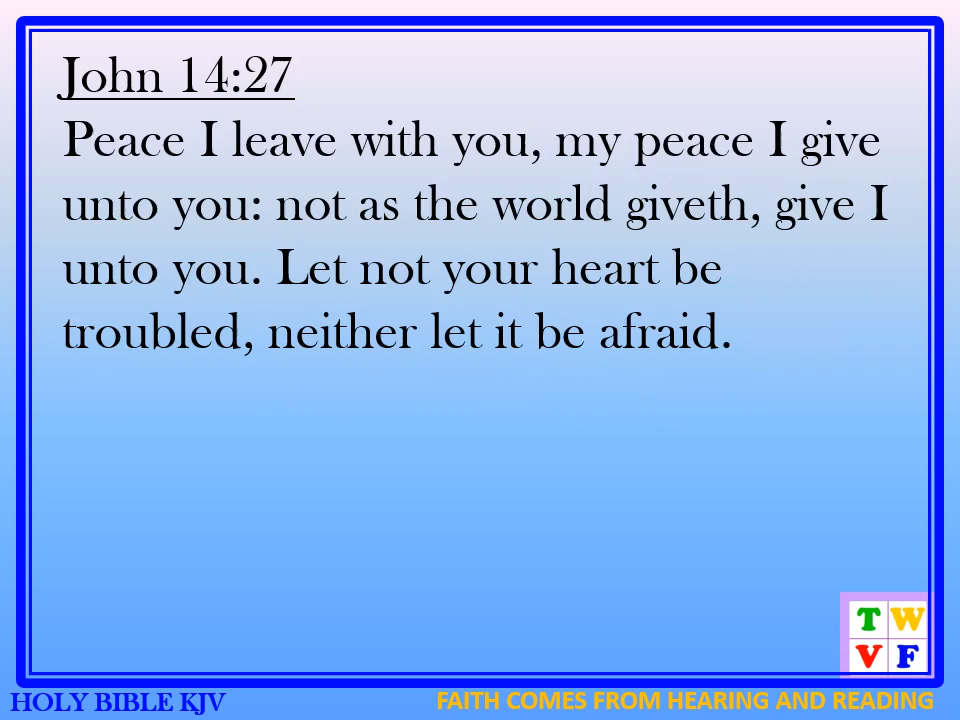 John 14:27
Peace I leave with you, my peace I give
unto you: not as the world giveth, give I
unto you. Let not your heart be
troubled, neither let it be afraid.
T W
V F
HOLY BIBLE KJV
FAITH COMES FROM HEARING AND READING